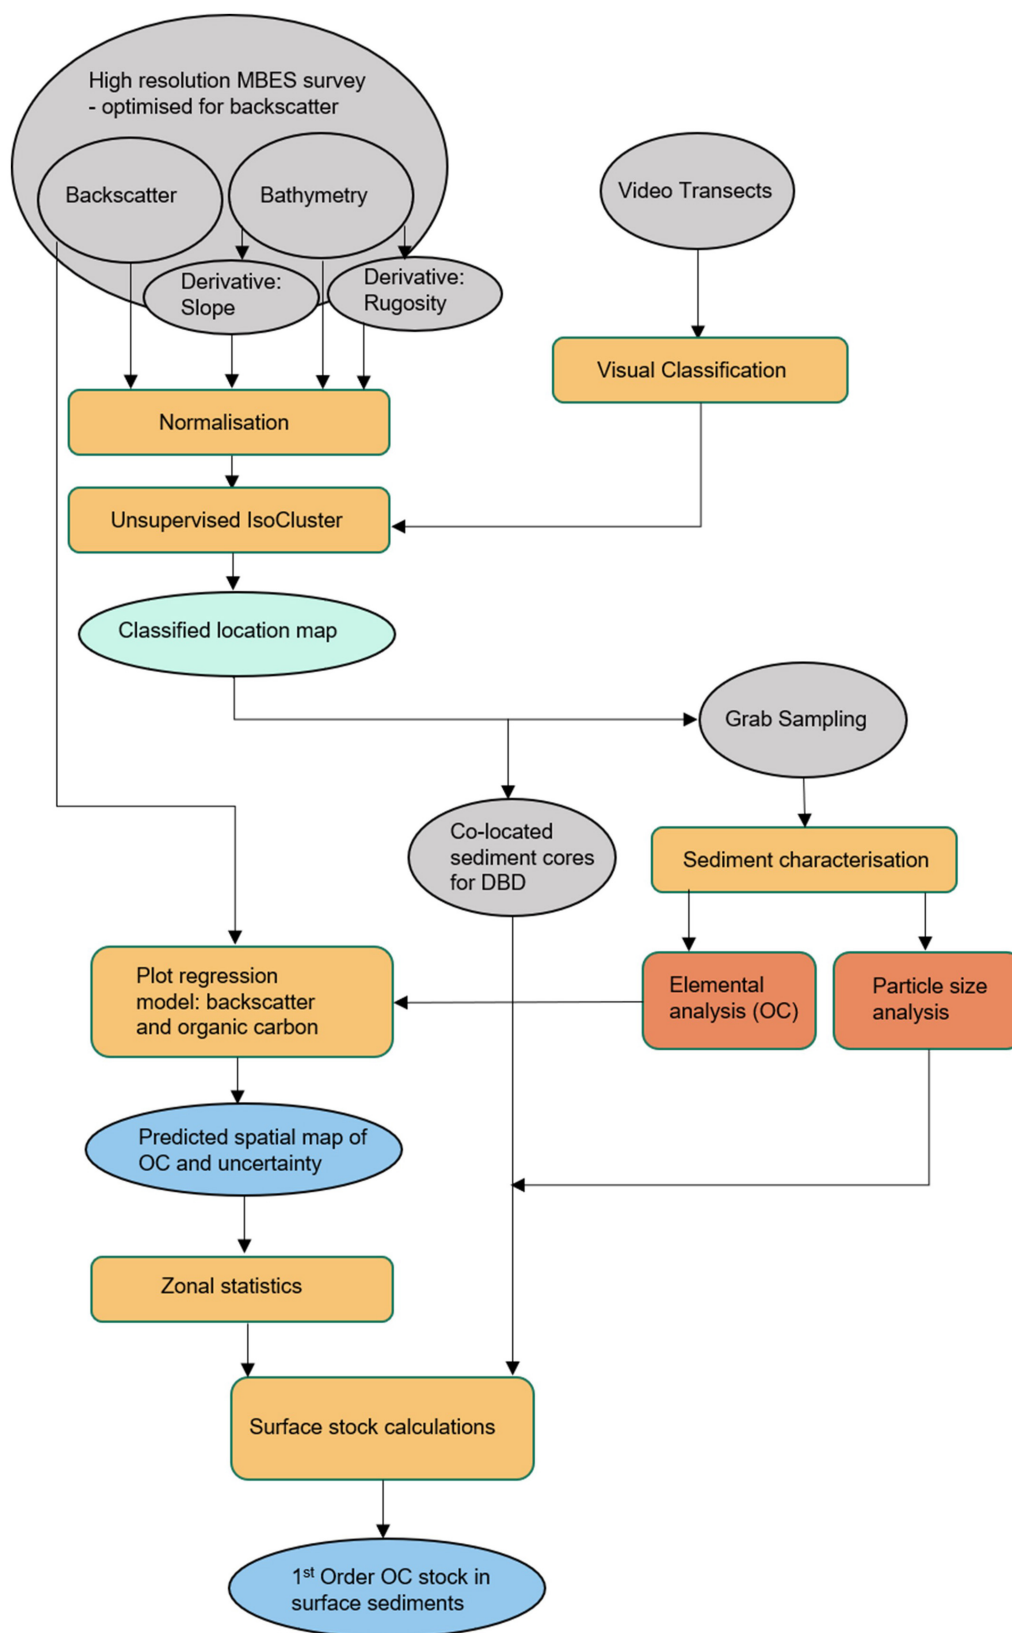 High resolution MBES survey
- optimised for backscatter
Backscatter
Bathymetry
Video Transects
Derivative:
Slope
Derivative:
Rugosity
Visual Classification
Normalisation
Unsupervised IsoCluster
Classified location map
Grab Sampling
Co-located
sediment cores
for DBD
Sediment characterisation
Plot regression
model: backscatter
and organic carbon
Elemental
analysis (OC)
Particle size
analysis
Predicted spatial map of
OC and uncertainty
Zonal statistics
Surface stock calculations
1st Order OC stock in
surface sediments